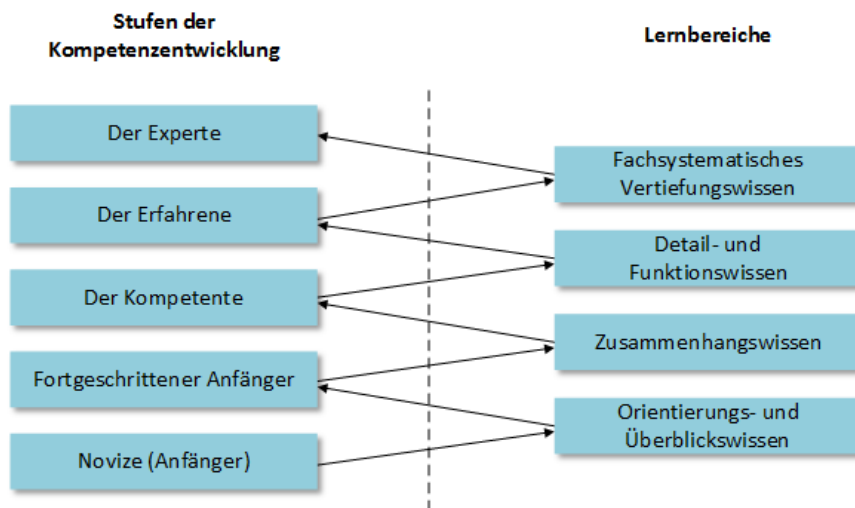 Stufen der
Kompetenzentwicklung
Lernbereiche
Der Experte
Fachsystematisches
Vertiefungswissen
Der Erfahrene
Detail- und
Funktionswissen
Der Kompetente
Zusammenhangswissen
Fortgeschrittener Anfänger
Orientierungs- und
Überblickswissen
Novize (Anfänger)